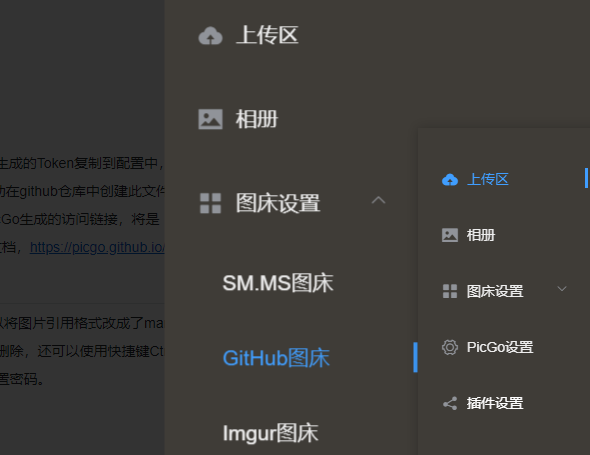 生成的Token复制到配置中，
功在github仓库中创建此文件
Go生成的访问链接，将是
文档，https://picgo.github.io/
以将图片引用格式改成了ma
删除，还可以使用快捷键Ct
置密码。
上传区
相册
图床设置
SM.MS图床
GitHub图床
Imgur图床
上传区
相册
图床设置
PicGo设置
插件设置